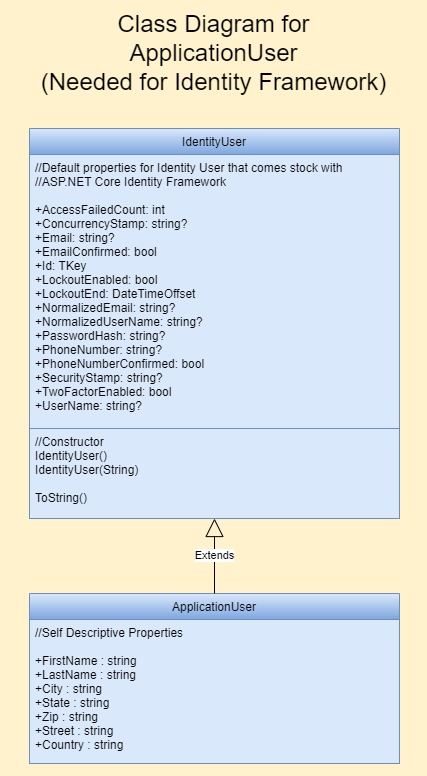 Class Diagram for
ApplicationUser
(Needed for Identity Framework)
IdentityUser
//Default properties for Identity User that comes stock with
//ASP.NET Core Identity Framework
+AccessFailedCount: int
+ConcurrencyStamp: string?
+Email: string?
+EmailConfirmed: bool
+Id: TKey
+LockoutEnabled: bool
+LockoutEnd: DateTimeOffset
+NormalizedEmail: string?
+NormalizedUserName: string?
+PasswordHash: string?
+PhoneNumber: string?
+PhoneNumberConfirmed: bool
+SecurityStamp: string?
+TwoFactorEnabled: bool
+UserName: string?
//Constructor
IdentityUser()
IdentityUser(String)
ToString()
Extends
ApplicationUser
//Self Descriptive Properties
+FirstName : string
+LastName : string
+City : string
+State : string
+Zip : string
+Street : string
+Country : string